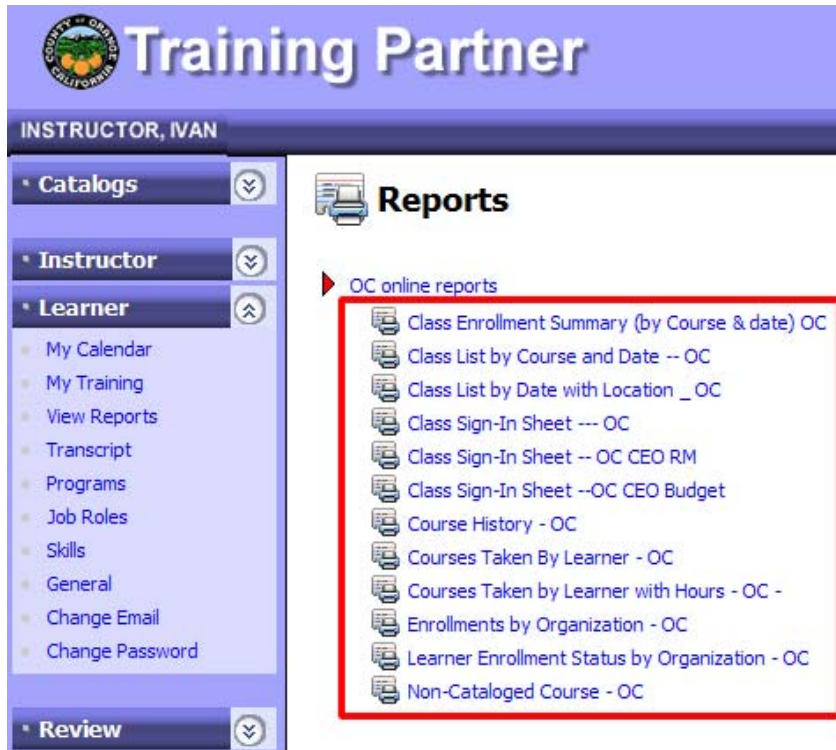 COUNTY OF ORANGE
CALIFORNIA
Training Partner
INSTRUCTOR, IVAN
Catalogs
Instructor
Learner
My Calendar
My Training
View Reports
Transcript
Programs
Job Roles
Skills
General
Change Email
Change Password
Review
Reports
OC online reports
Class Enrollment Summary (by Course & date) OC
Class List by Course and Date -- OC
Class List by Date with Location _ OC
Class Sign-In Sheet --- OC
Class Sign-In Sheet -- OC CEO RM
Class Sign-In Sheet --OC CEO Budget
Course History - OC
Courses Taken By Learner - OC
Courses Taken by Learner with Hours - OC -
Enrollments by Organization - OC
Learner Enrollment Status by Organization - OC
Non-Cataloged Course - OC